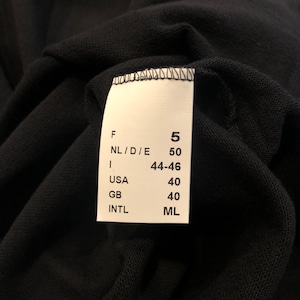 F 5
NL / D / E 50
I 44-46
USA 40
GB 40
INTL ML